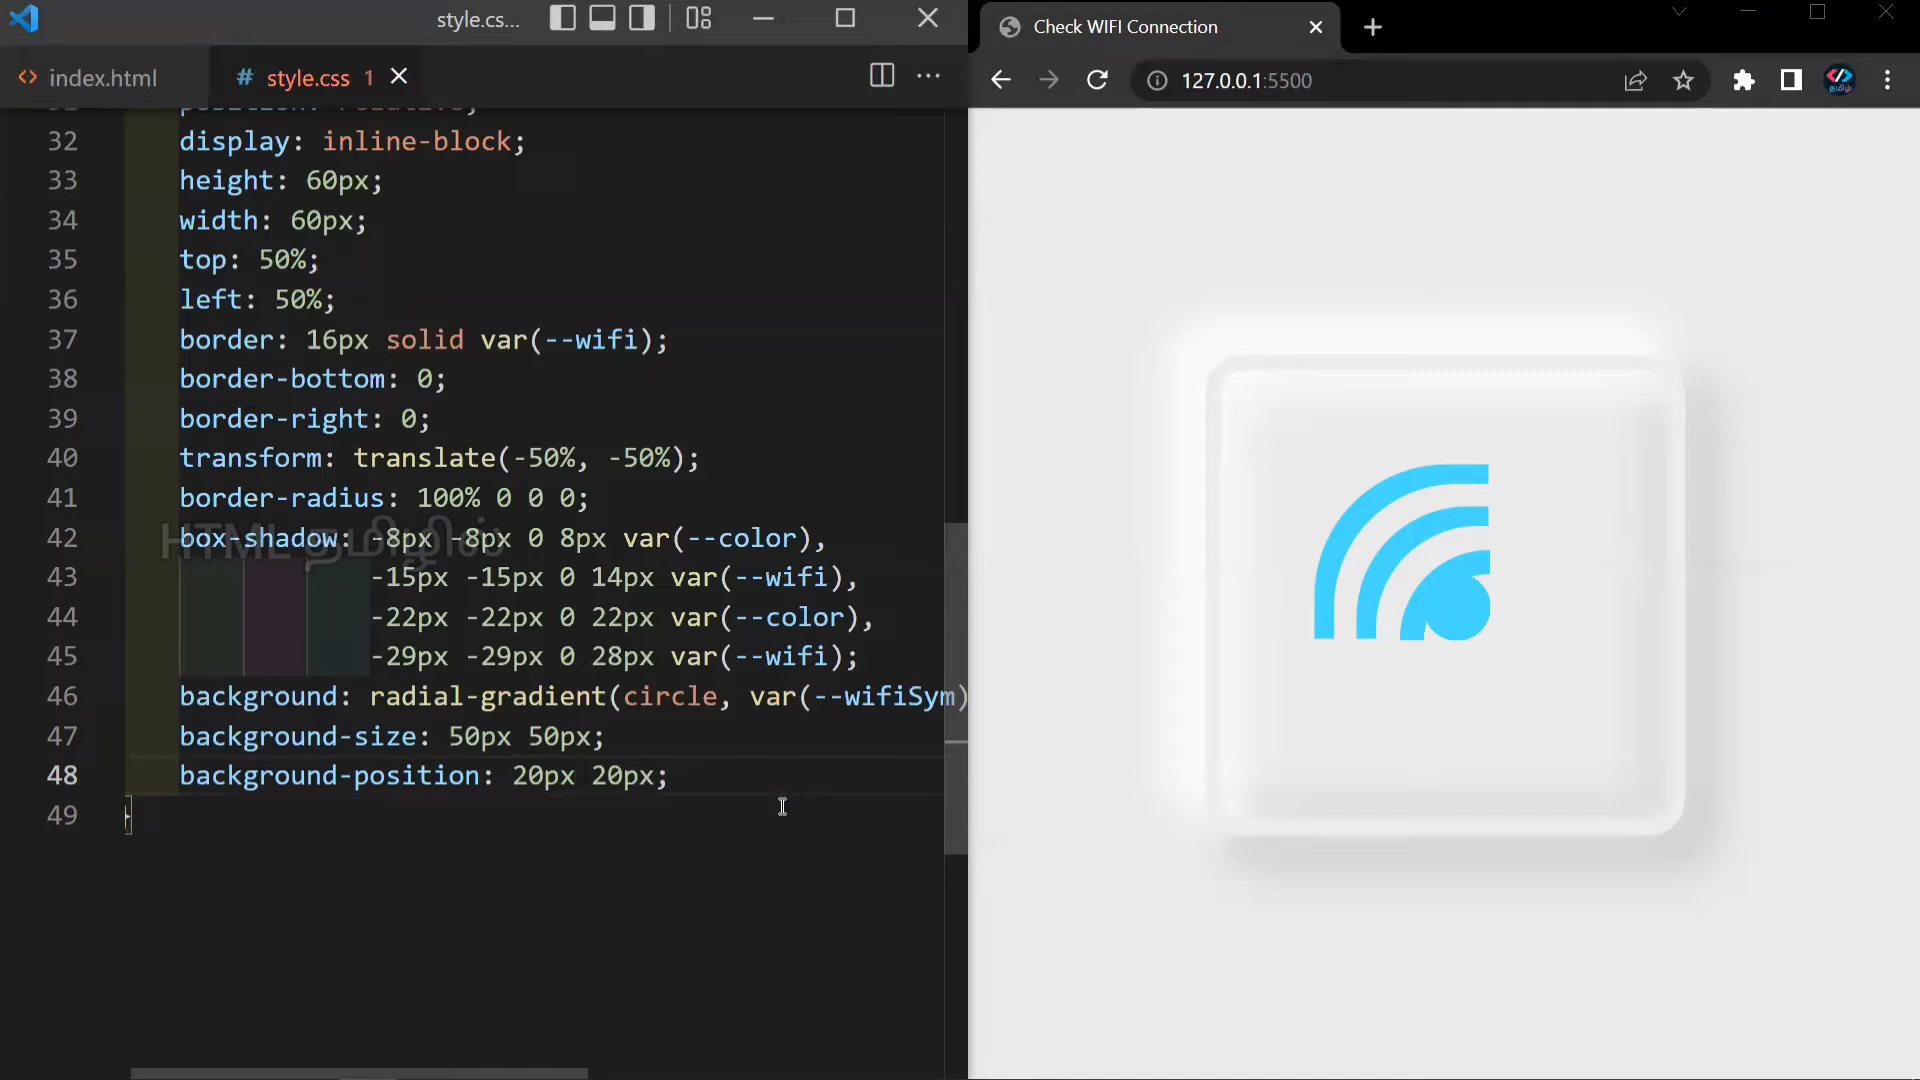 style.cs...
Check WIFI Connection
index.html
# style.css 1
127.0.0.1:5500
32 display: inline-block;
33 height: 60px;
34 width: 60px;
35 top: 50%;
36 left: 50%;
37 border: 16px solid var(--wifi);
38 border-bottom: 0;
39 border-right: 0;
40 transform: translate(-50%, -50%);
41 border-radius: 100% 0 0 0;
42 box-shadow: -8px -8px 0 8px var(--color),
HTML தமிழில்
43 -15px -15px 0 14px var(--wifi),
44 -22px -22px 0 22px var(--color),
45 -29px -29px 0 28px var(--wifi);
46 background: radial-gradient(circle, var(--wifiSym)
47 background-size: 50px 50px;
48 background-position: 20px 20px;
49 }